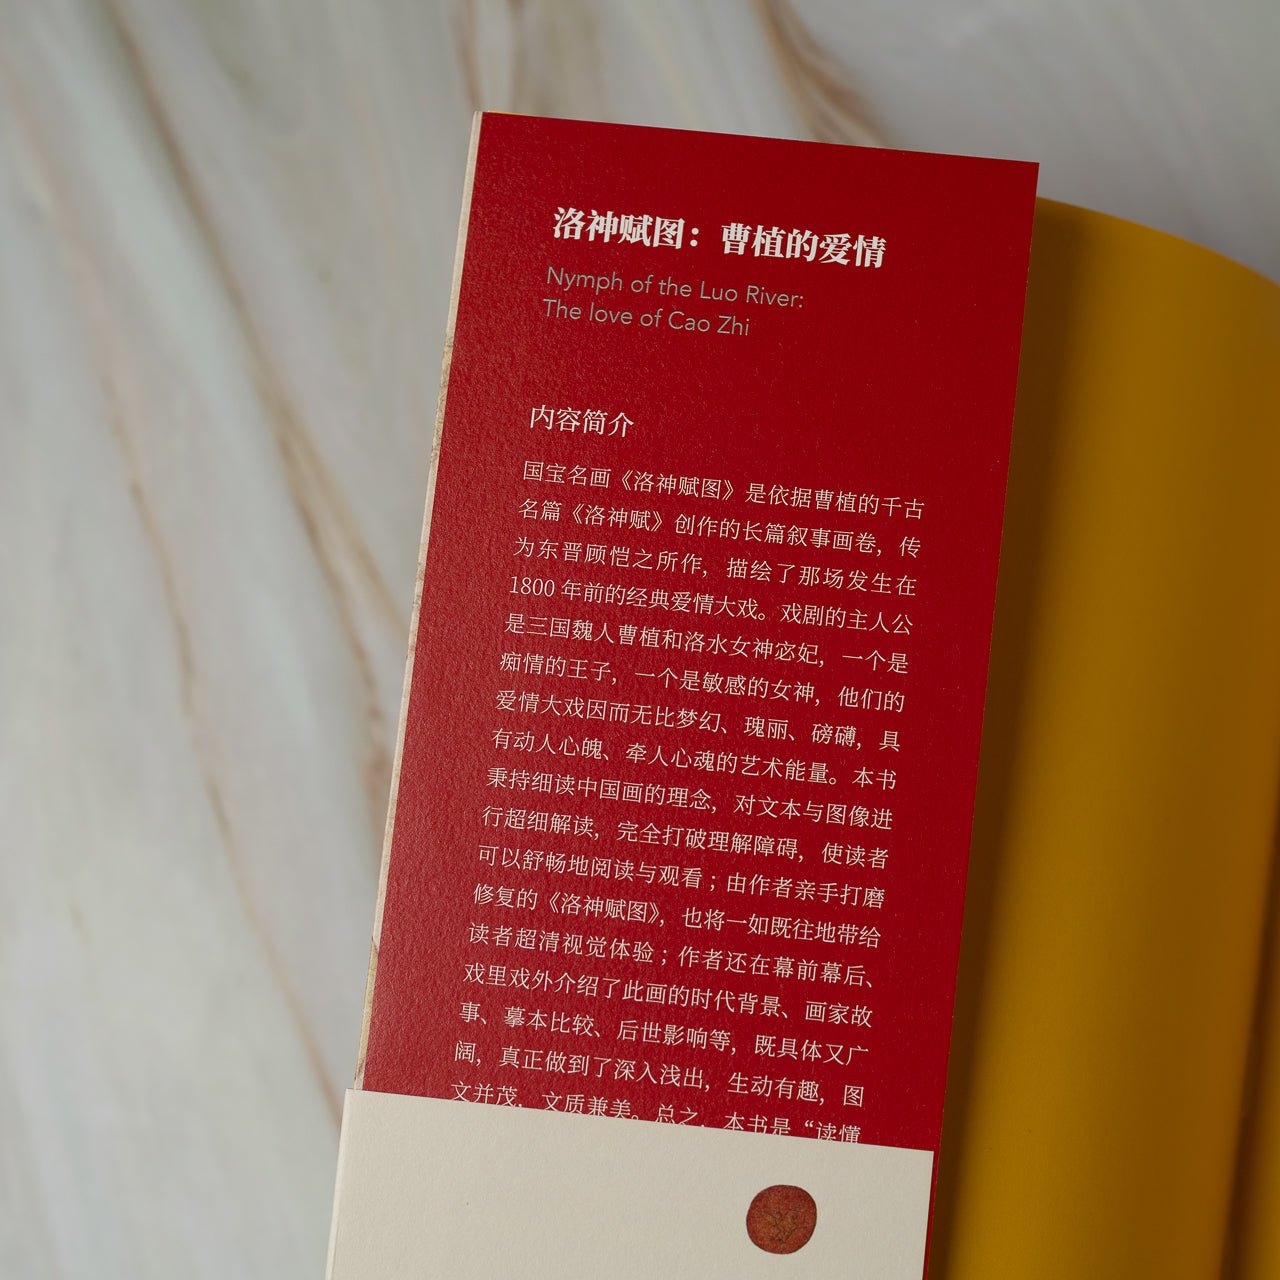 洛神赋图：曹植的爱情
Nymph of the Luo River:
The love of Cao Zhi
内容简介
国宝名画《洛神赋图》是依据曹植的千古
名篇《洛神赋》创作的长篇叙事画卷，传
为东晋顾恺之所作，描绘了那场发生在
1800 年前的经典爱情大戏。戏剧的主人公
是三国魏人曹植和洛水女神宓妃，一个是
痴情的王子，一个是敏感的女神，他们的
爱情大戏因而无比梦幻、瑰丽、磅礴，具
有动人心魄、牵人心魂的艺术能量。本书
秉持细读中国画的理念，对文本与图像进
行超细解读，完全打破理解障碍，使读者
可以舒畅地阅读与观看；由作者亲手打磨
修复的《洛神赋图》，也将一如既往地带给
读者超清视觉体验；作者还在幕前幕后、
戏里戏外介绍了此画的时代背景、画家故
事、摹本比较、后世影响等，既具体又广
阔，真正做到了深入浅出，生动有趣，图
文并茂，文质兼美。总之，本书是“读懂